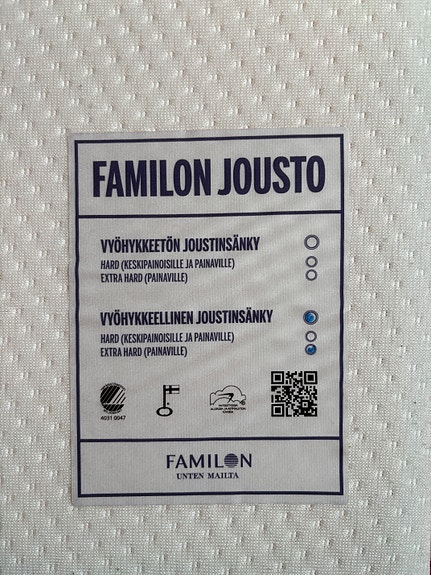 FAMILON JOUSTO
VYÖHYKKEETÖN JOUSTINSÄNKY
HARD (KESKIPAINOISILLE JA PAINAVILLE)
EXTRA HARD (PAINAVILLE)
VYÖHYKKEELLINEN JOUSTINSÄNKY
HARD (KESKIPAINOISILLE JA PAINAVILLE)
EXTRA HARD (PAINAVILLE)
4031 0047
FAMILON
UNTEN MAILTA